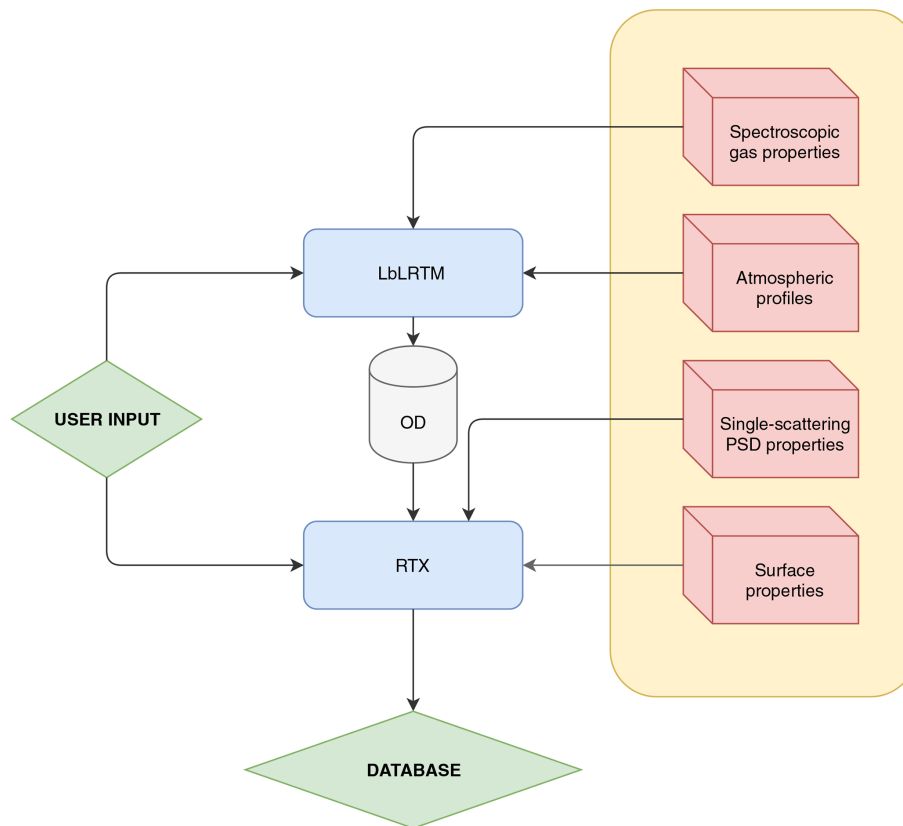 Spectroscopic
gas properties
LbLRTM
Atmospheric
profiles
USER INPUT
OD
Single-scattering
PSD properties
RTX
Surface
properties
DATABASE